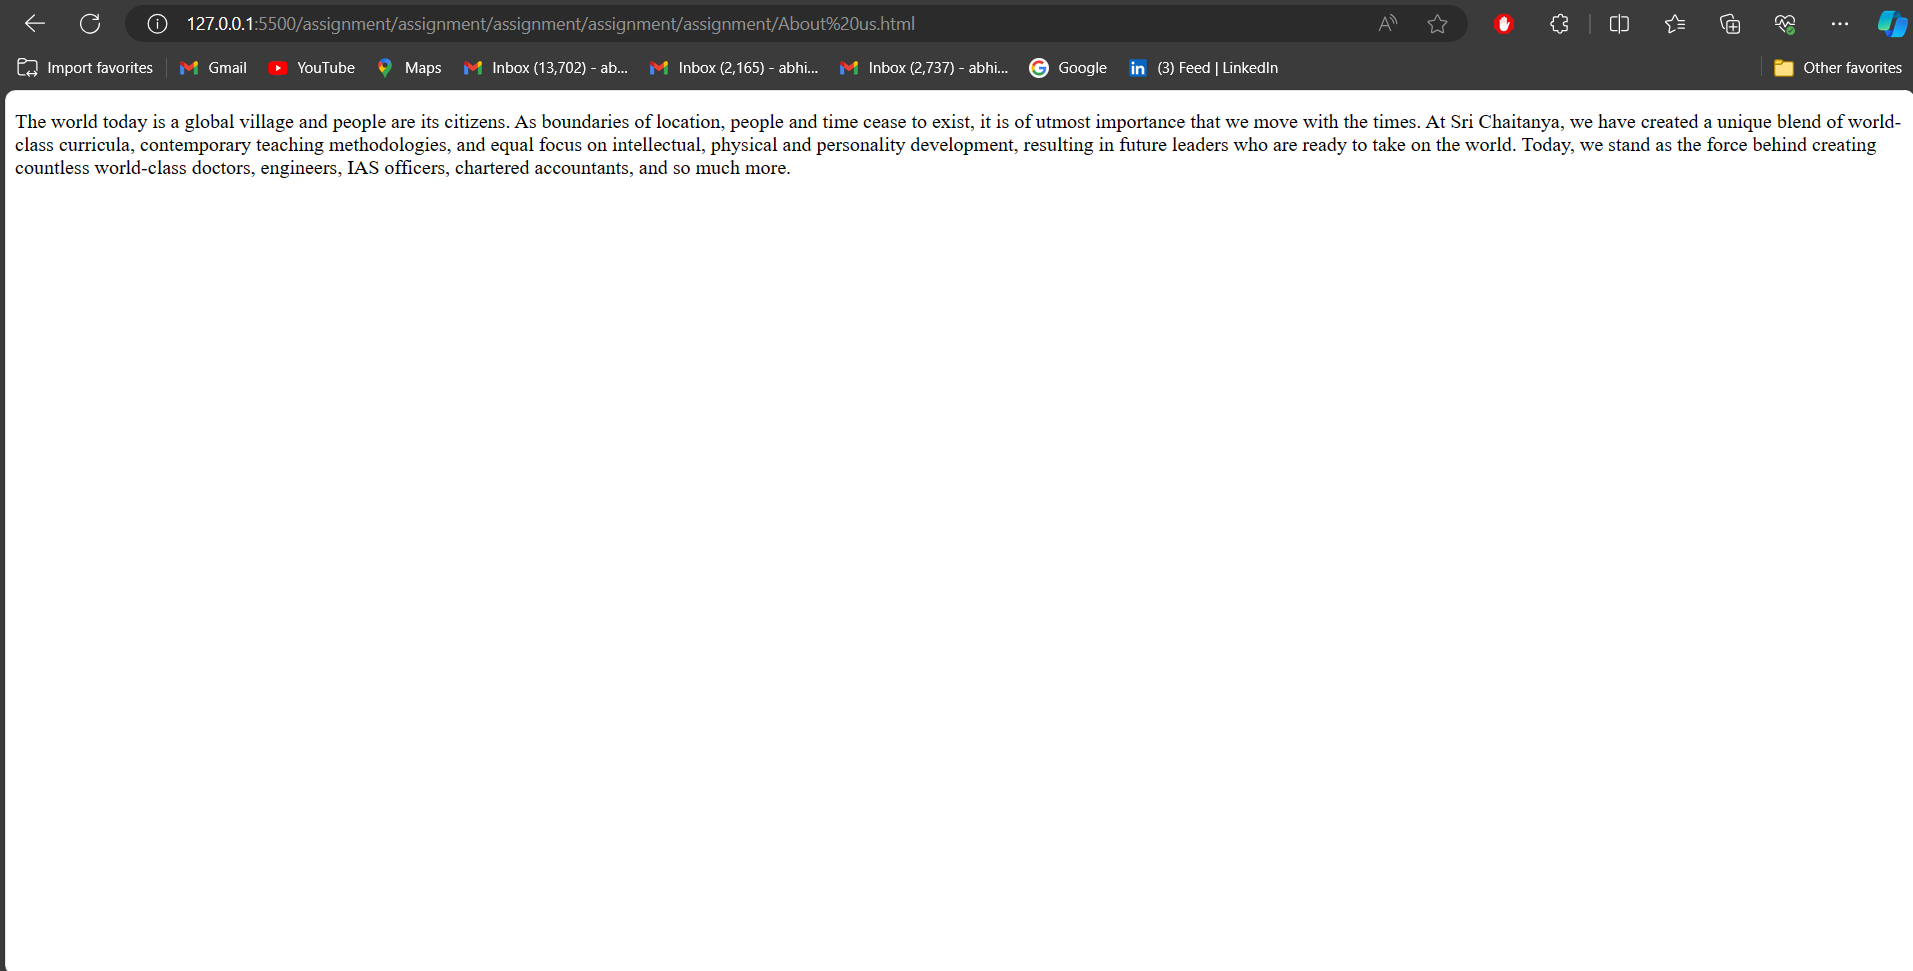 127.0.0.1:5500/assignment/assignment/assignment/assignment/assignment/About%20us.html
Import favorites Gmail YouTube Maps Inbox (13,702) - ab... Inbox (2,165) - abhi... Inbox (2,737) - abhi... Google (3) Feed | LinkedIn Other favorites
The world today is a global village and people are its citizens. As boundaries of location, people and time cease to exist, it is of utmost importance that we move with the times. At Sri Chaitanya, we have created a unique blend of world-
class curricula, contemporary teaching methodologies, and equal focus on intellectual, physical and personality development, resulting in future leaders who are ready to take on the world. Today, we stand as the force behind creating
countless world-class doctors, engineers, IAS officers, chartered accountants, and so much more.